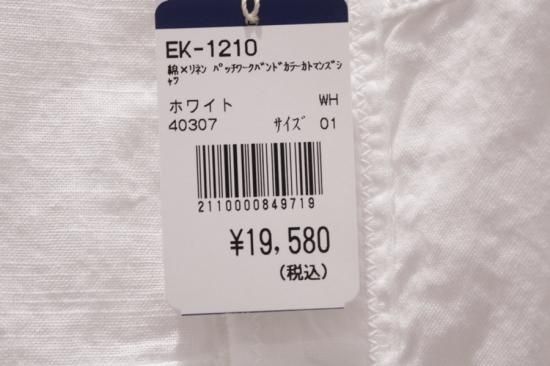 EK-1210
綿×リネン パッチワークバンドカラーカトマンズシ
ャツ
ホワイト WH
40307 サイズ 01
2110000849719
¥19,580
(税込)